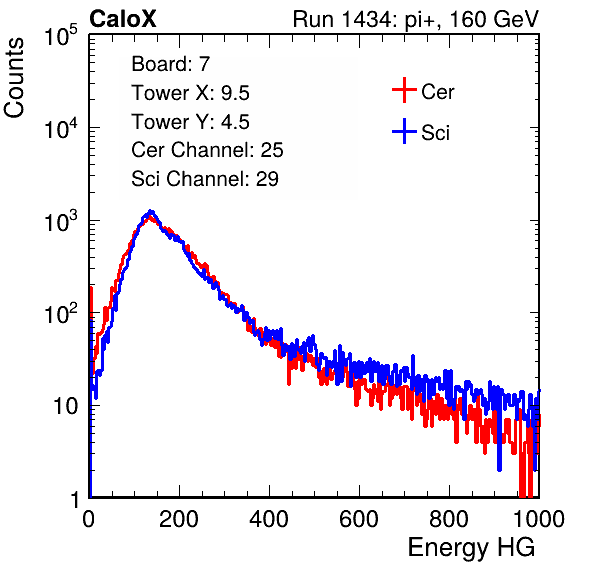 CaloX Run 1434: pi+, 160 GeV
Counts
Board: 7
Tower X: 9.5
Tower Y: 4.5
Cer Channel: 25
Sci Channel: 29
Cer
Sci
10^5
10^4
10^3
10^2
10
1
0 200 400 600 800 1000
Energy HG